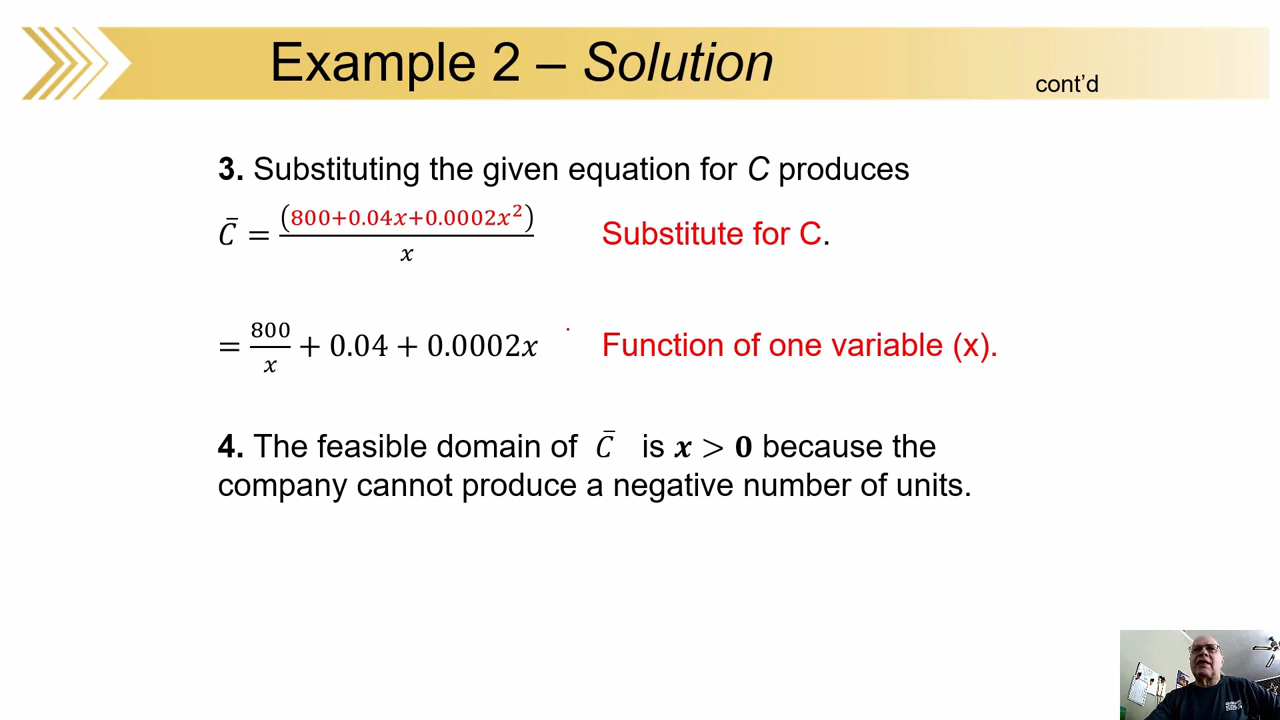 Example 2 – Solution
cont’d
3. Substituting the given equation for C produces
C̄ = (800+0.04x+0.0002x²)/x Substitute for C.
= 800/x + 0.04 + 0.0002x Function of one variable (x).
4. The feasible domain of C̄ is x > 0 because the
company cannot produce a negative number of units.